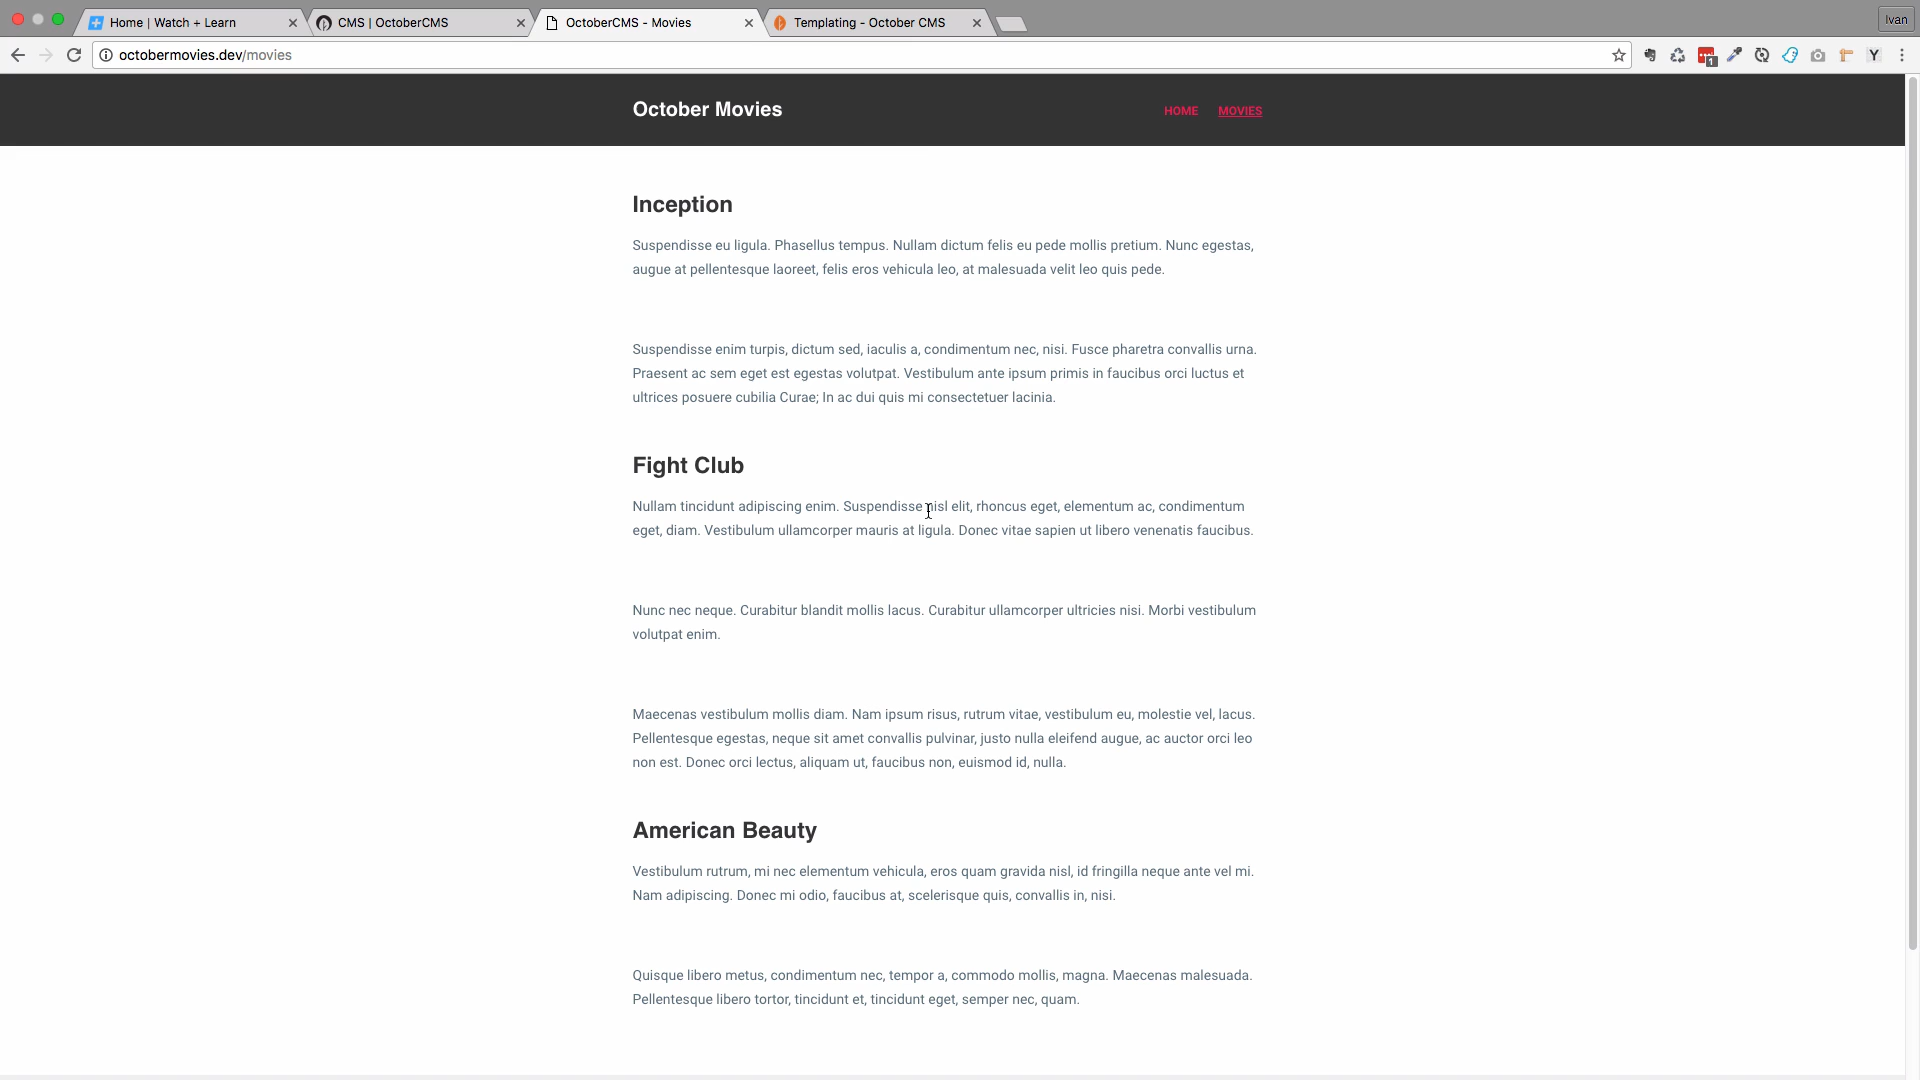 Home | Watch + Learn
CMS | OctoberCMS
OctoberCMS - Movies
Templating - October CMS
Ivan
octobermovies.dev/movies
1
Y
October Movies
HOME
MOVIES
Inception
Suspendisse eu ligula. Phasellus tempus. Nullam dictum felis eu pede mollis pretium. Nunc egestas,
augue at pellentesque laoreet, felis eros vehicula leo, at malesuada velit leo quis pede.
Suspendisse enim turpis, dictum sed, iaculis a, condimentum nec, nisi. Fusce pharetra convallis urna.
Praesent ac sem eget est egestas volutpat. Vestibulum ante ipsum primis in faucibus orci luctus et
ultrices posuere cubilia Curae; In ac dui quis mi consectetuer lacinia.
Fight Club
Nullam tincidunt adipiscing enim. Suspendisse nisl elit, rhoncus eget, elementum ac, condimentum
eget, diam. Vestibulum ullamcorper mauris at ligula. Donec vitae sapien ut libero venenatis faucibus.
Nunc nec neque. Curabitur blandit mollis lacus. Curabitur ullamcorper ultricies nisi. Morbi vestibulum
volutpat enim.
Maecenas vestibulum mollis diam. Nam ipsum risus, rutrum vitae, vestibulum eu, molestie vel, lacus.
Pellentesque egestas, neque sit amet convallis pulvinar, justo nulla eleifend augue, ac auctor orci leo
non est. Donec orci lectus, aliquam ut, faucibus non, euismod id, nulla.
American Beauty
Vestibulum rutrum, mi nec elementum vehicula, eros quam gravida nisl, id fringilla neque ante vel mi.
Nam adipiscing. Donec mi odio, faucibus at, scelerisque quis, convallis in, nisi.
Quisque libero metus, condimentum nec, tempor a, commodo mollis, magna. Maecenas malesuada.
Pellentesque libero tortor, tincidunt et, tincidunt eget, semper nec, quam.